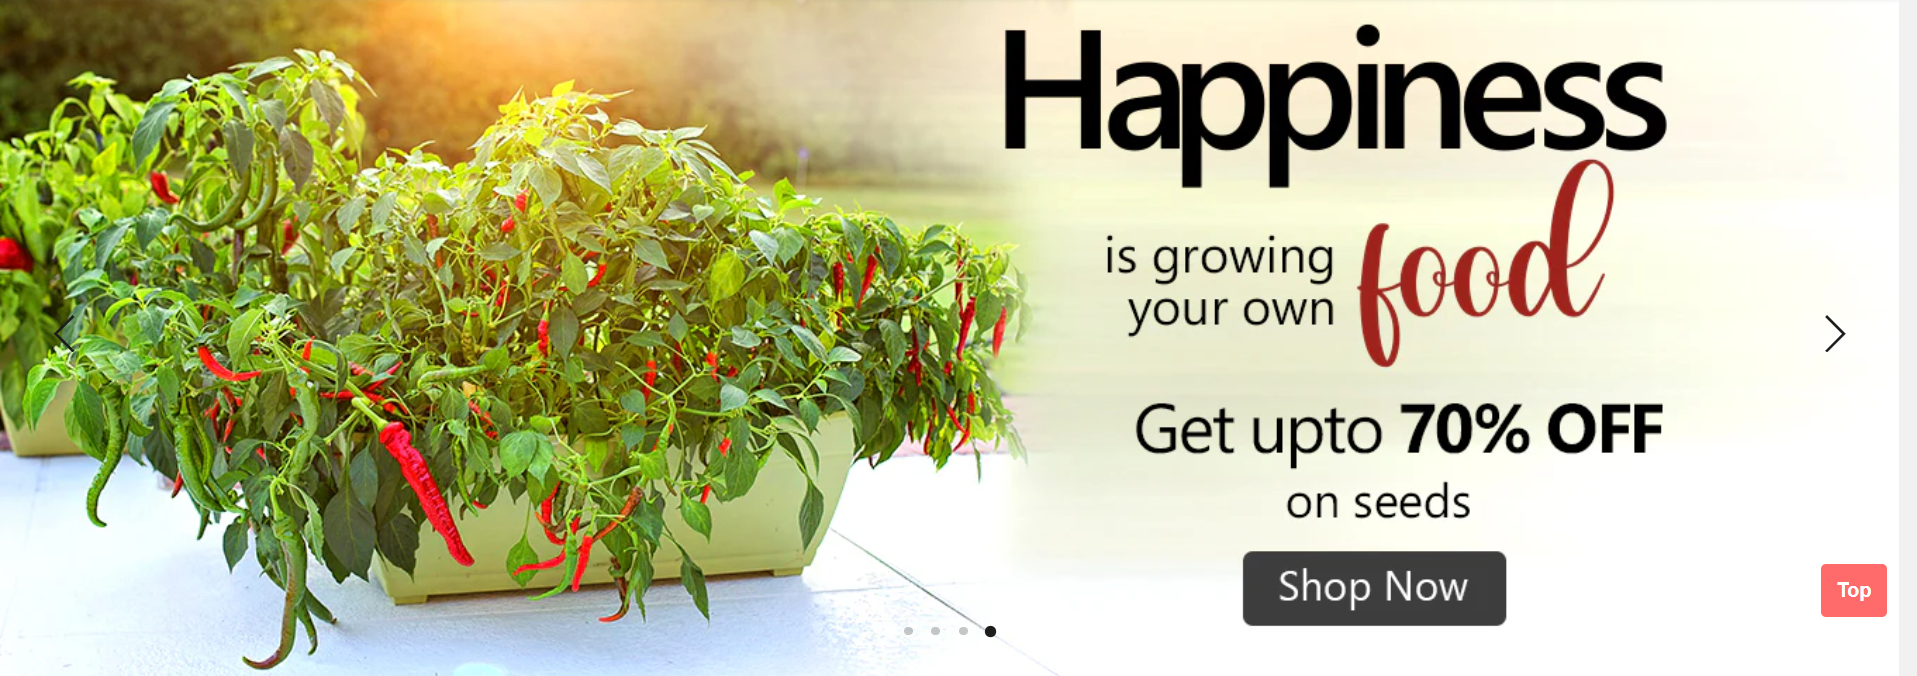 Happiness
is growing
your own food
Get upto 70% OFF
on seeds
Shop Now
Top